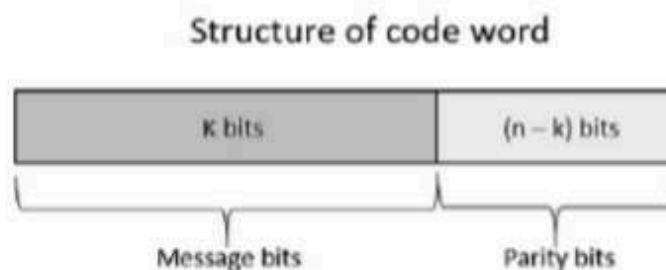 Structure of code word
K bits
(n – k) bits
Message bits
Parity bits